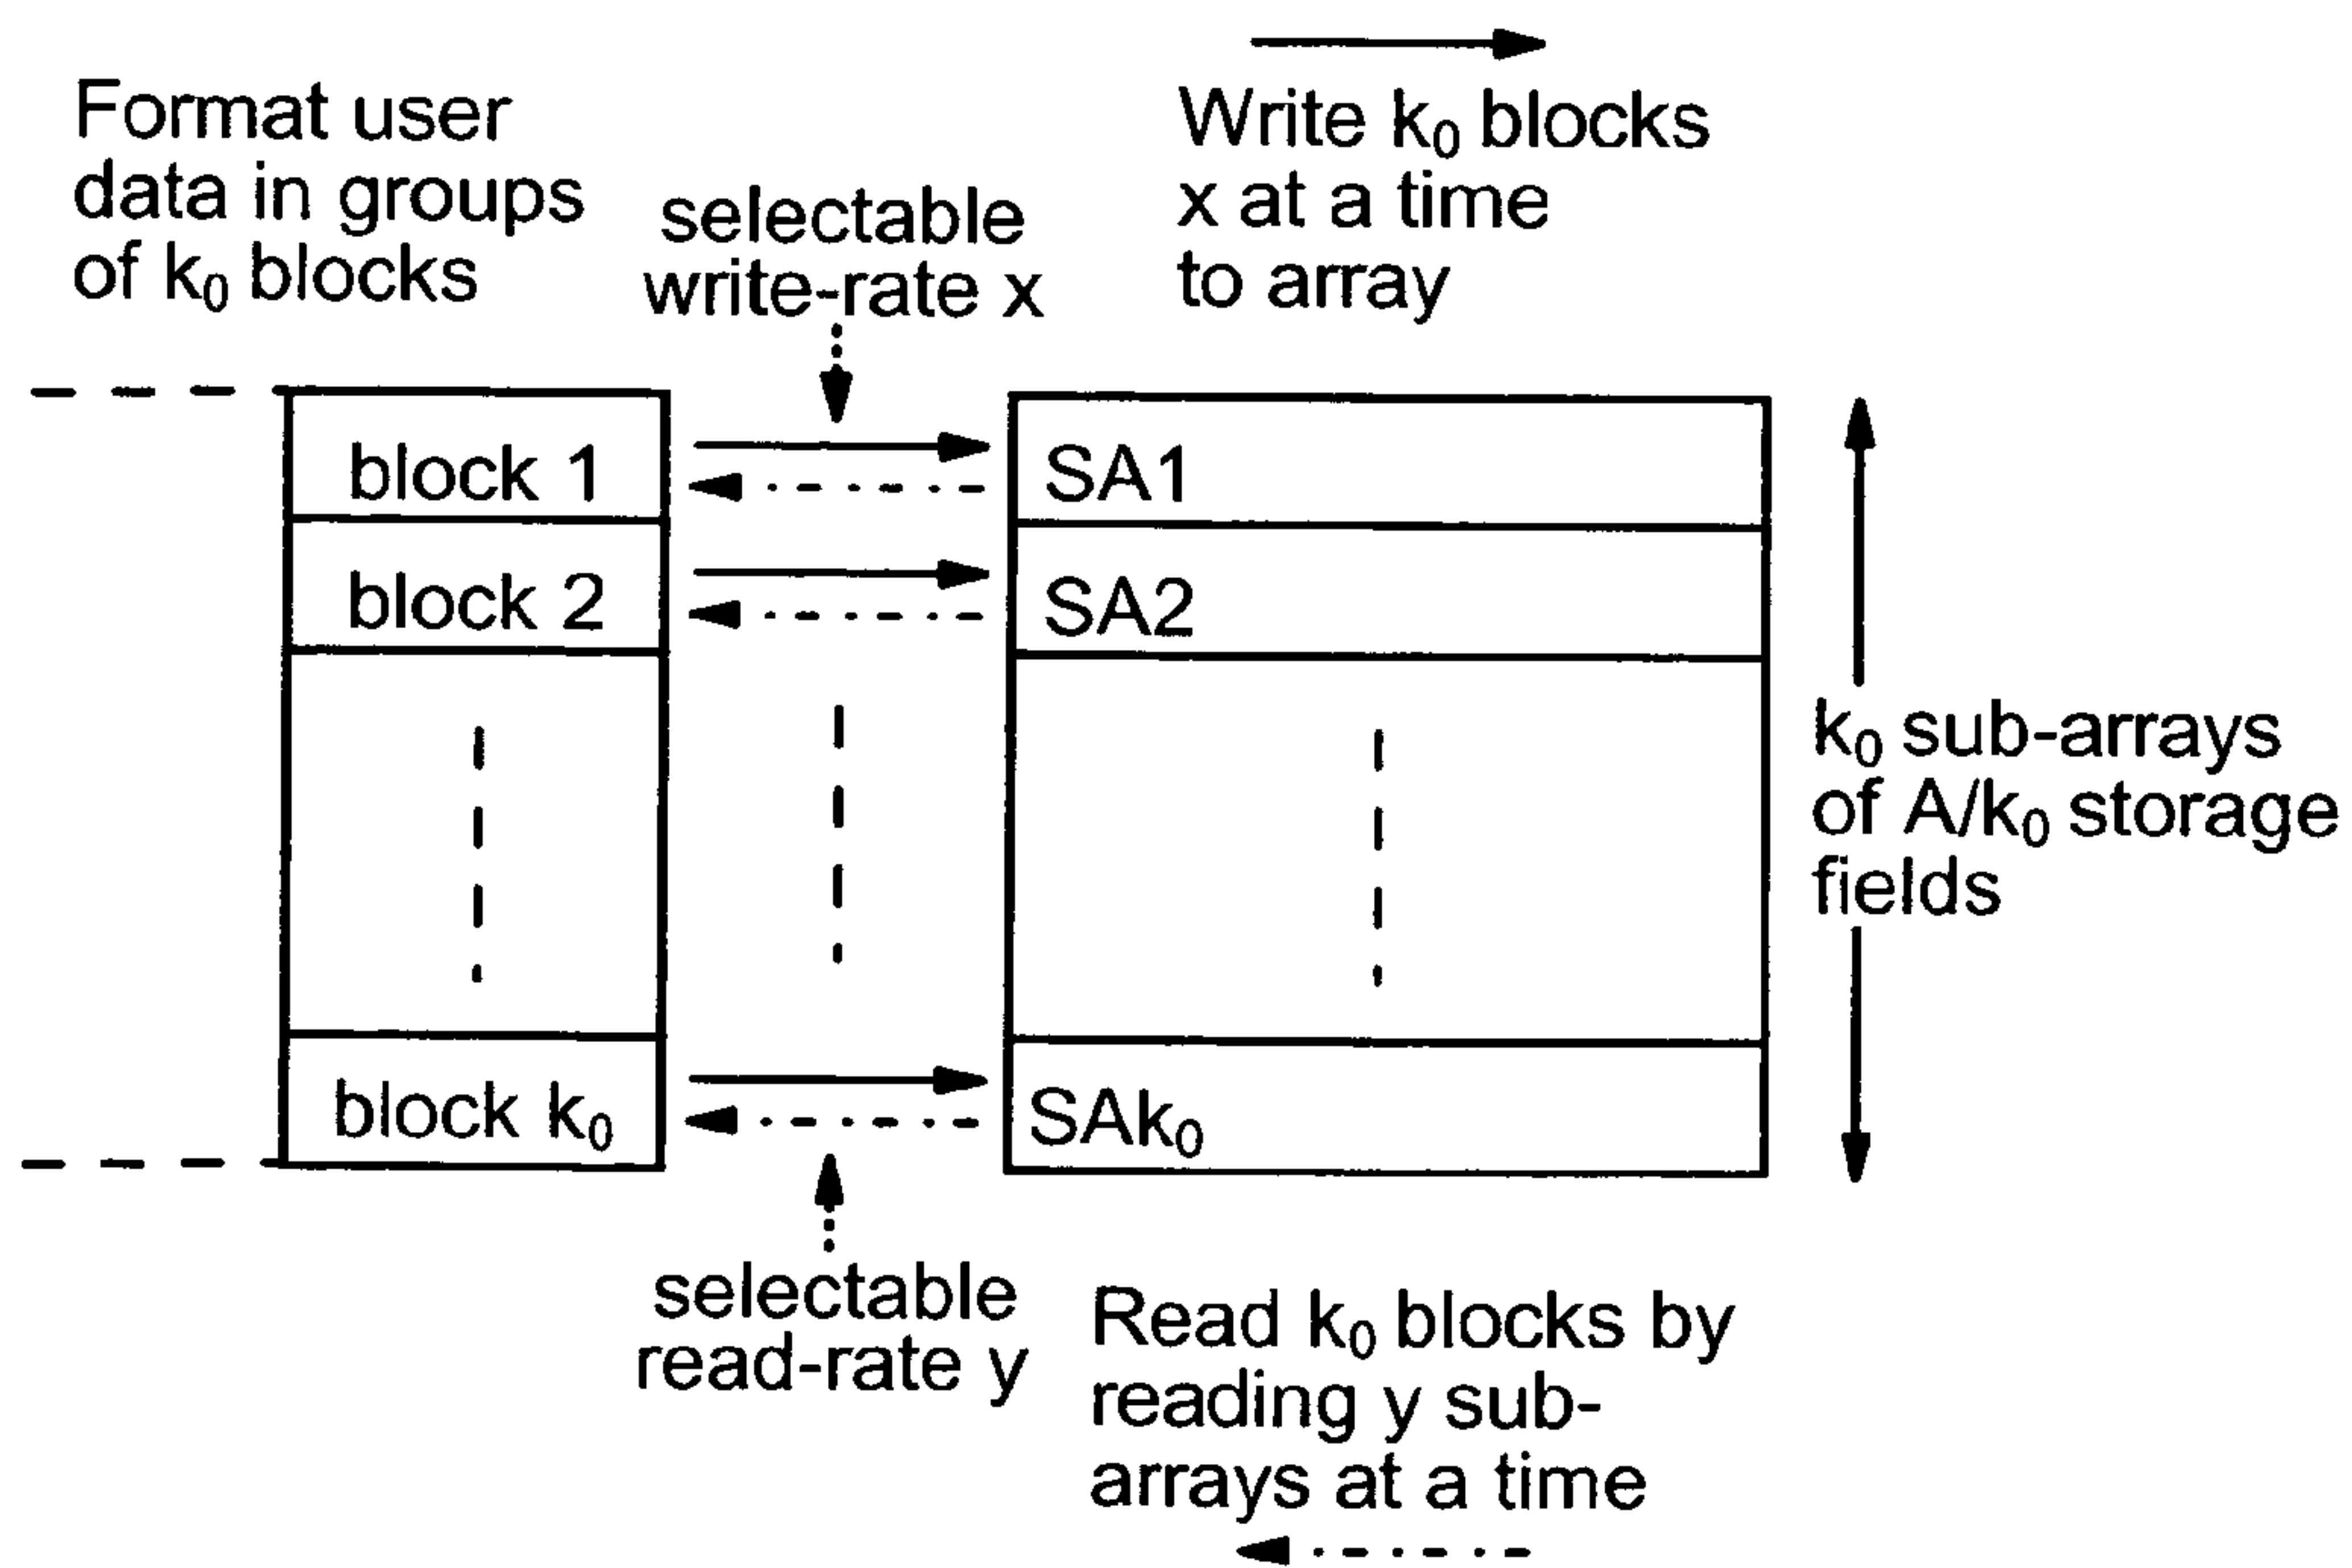 Format user
data in groups
of k₀ blocks
selectable
write-rate x
Write k₀ blocks
x at a time
to array
block 1
SA1
block 2
SA2
block k₀
SAk₀
k₀ sub-arrays
of A/k₀ storage
fields
selectable
read-rate y
Read k₀ blocks by
reading y sub-
arrays at a time